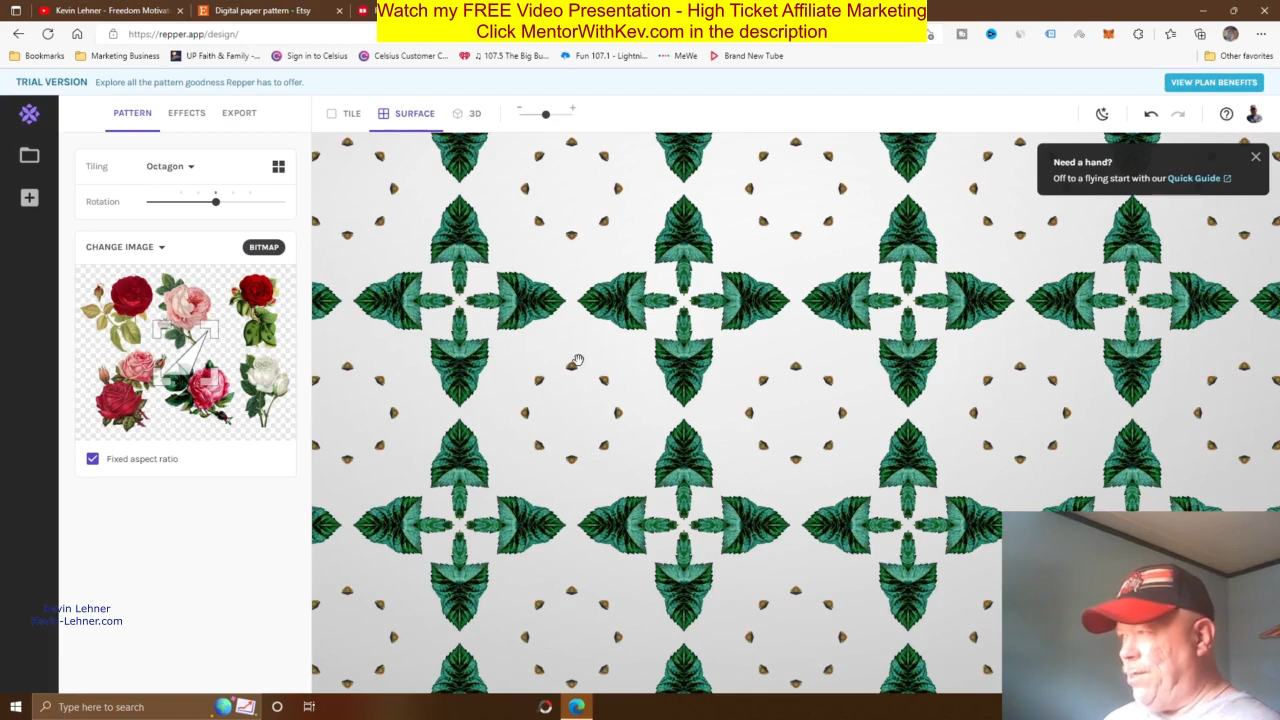 Watch my FREE Video Presentation - High Ticket Affiliate Marketing
Click MentorWithKev.com in the description
Kevin Lehner - Freedom Motivat
Digital paper pattern - Etsy
https://repper.app/design/
Bookmarks
Marketing Business
UP Faith & Family -...
Sign in to Celsius
Celsius Customer C...
♫ 107.5 The Big Bu...
Fun 107.1 - Lightni...
MeWe
Brand New Tube
Other favorites
TRIAL VERSION Explore all the pattern goodness Repper has to offer.
VIEW PLAN BENEFITS
PATTERN
EFFECTS
EXPORT
TILE
SURFACE
3D
Tiling
Octagon
Rotation
Need a hand?
Off to a flying start with our Quick Guide
CHANGE IMAGE
BITMAP
Fixed aspect ratio
Kevin Lehner
Kevin-Lehner.com
Type here to search